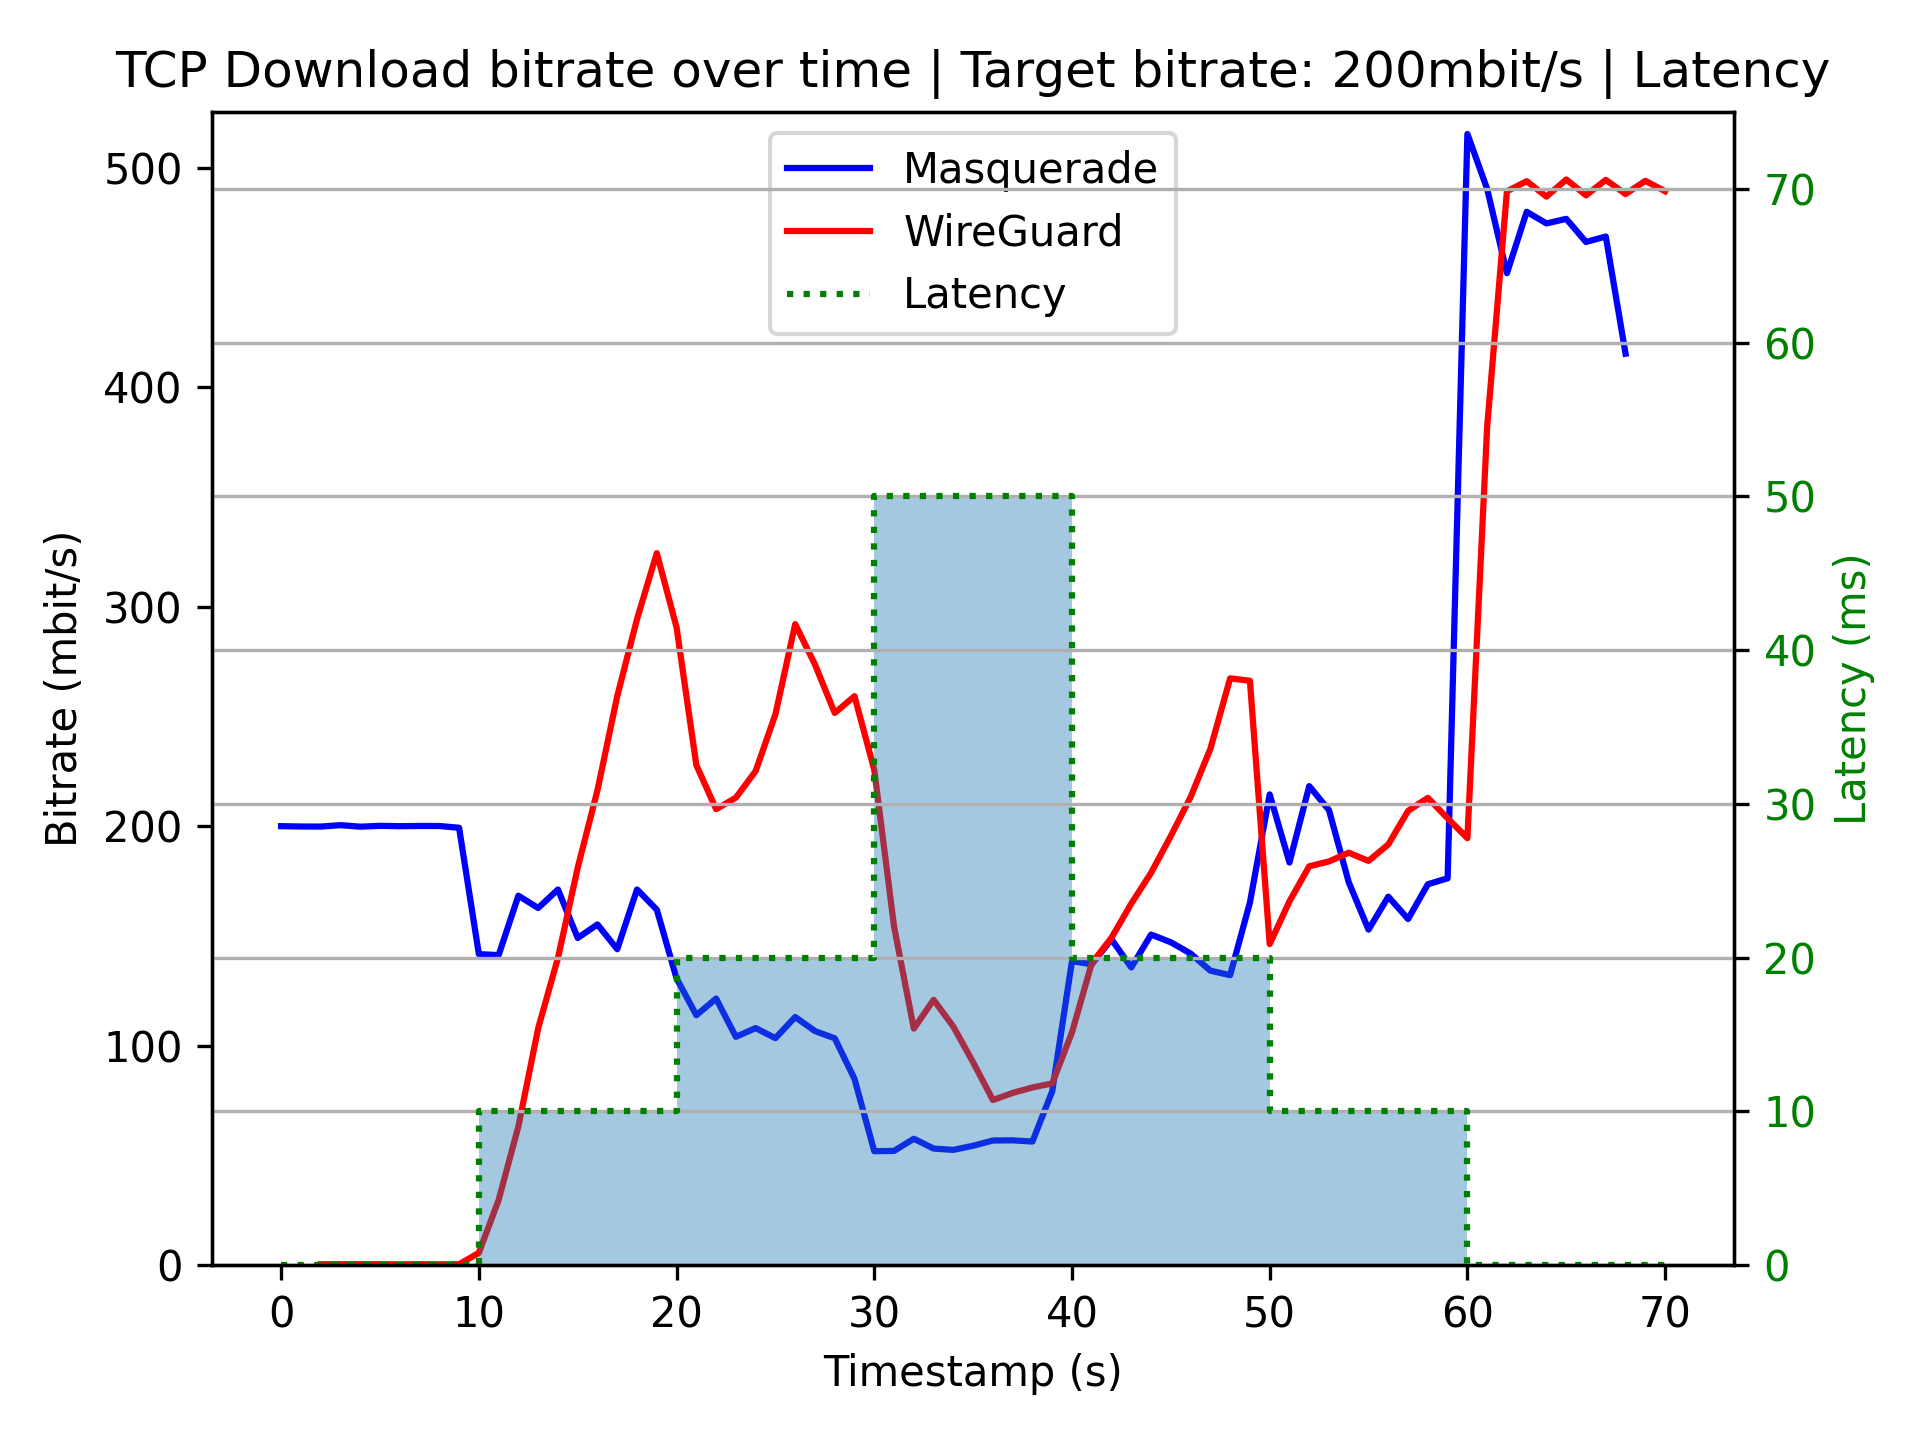 TCP Download bitrate over time | Target bitrate: 200mbit/s | Latency
Masquerade
WireGuard
Latency
Bitrate (mbit/s)
500
400
300
200
100
0
70
60
50
40
30
20
10
0
Latency (ms)
0 10 20 30 40 50 60 70
Timestamp (s)